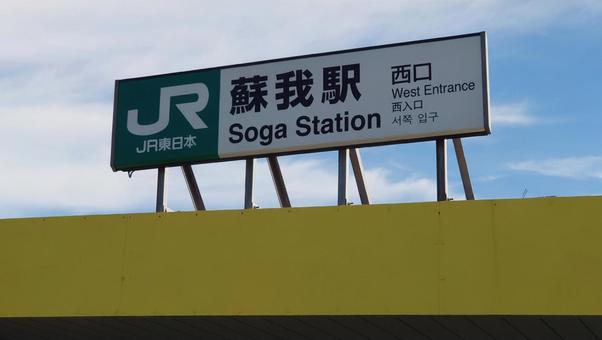 JR
JR東日本
蘇我駅
Soga Station
西口
West Entrance
西入口
서쪽 입구